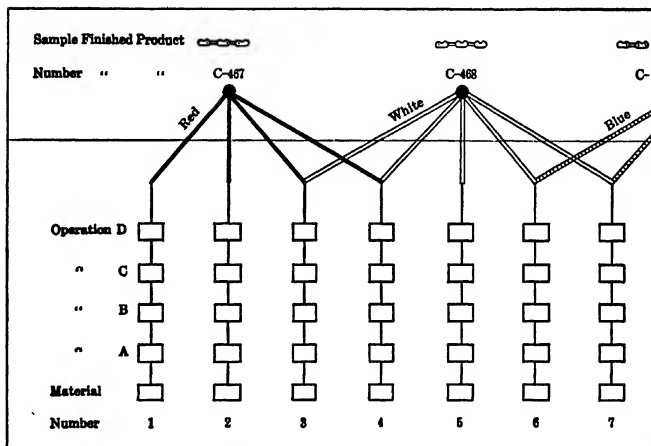 Sample Finished Product
Number “ “ C-467 C-468 C-
Red White Blue
Operation D
“ C
“ B
“ A
Material
Number 1 2 3 4 5 6 7